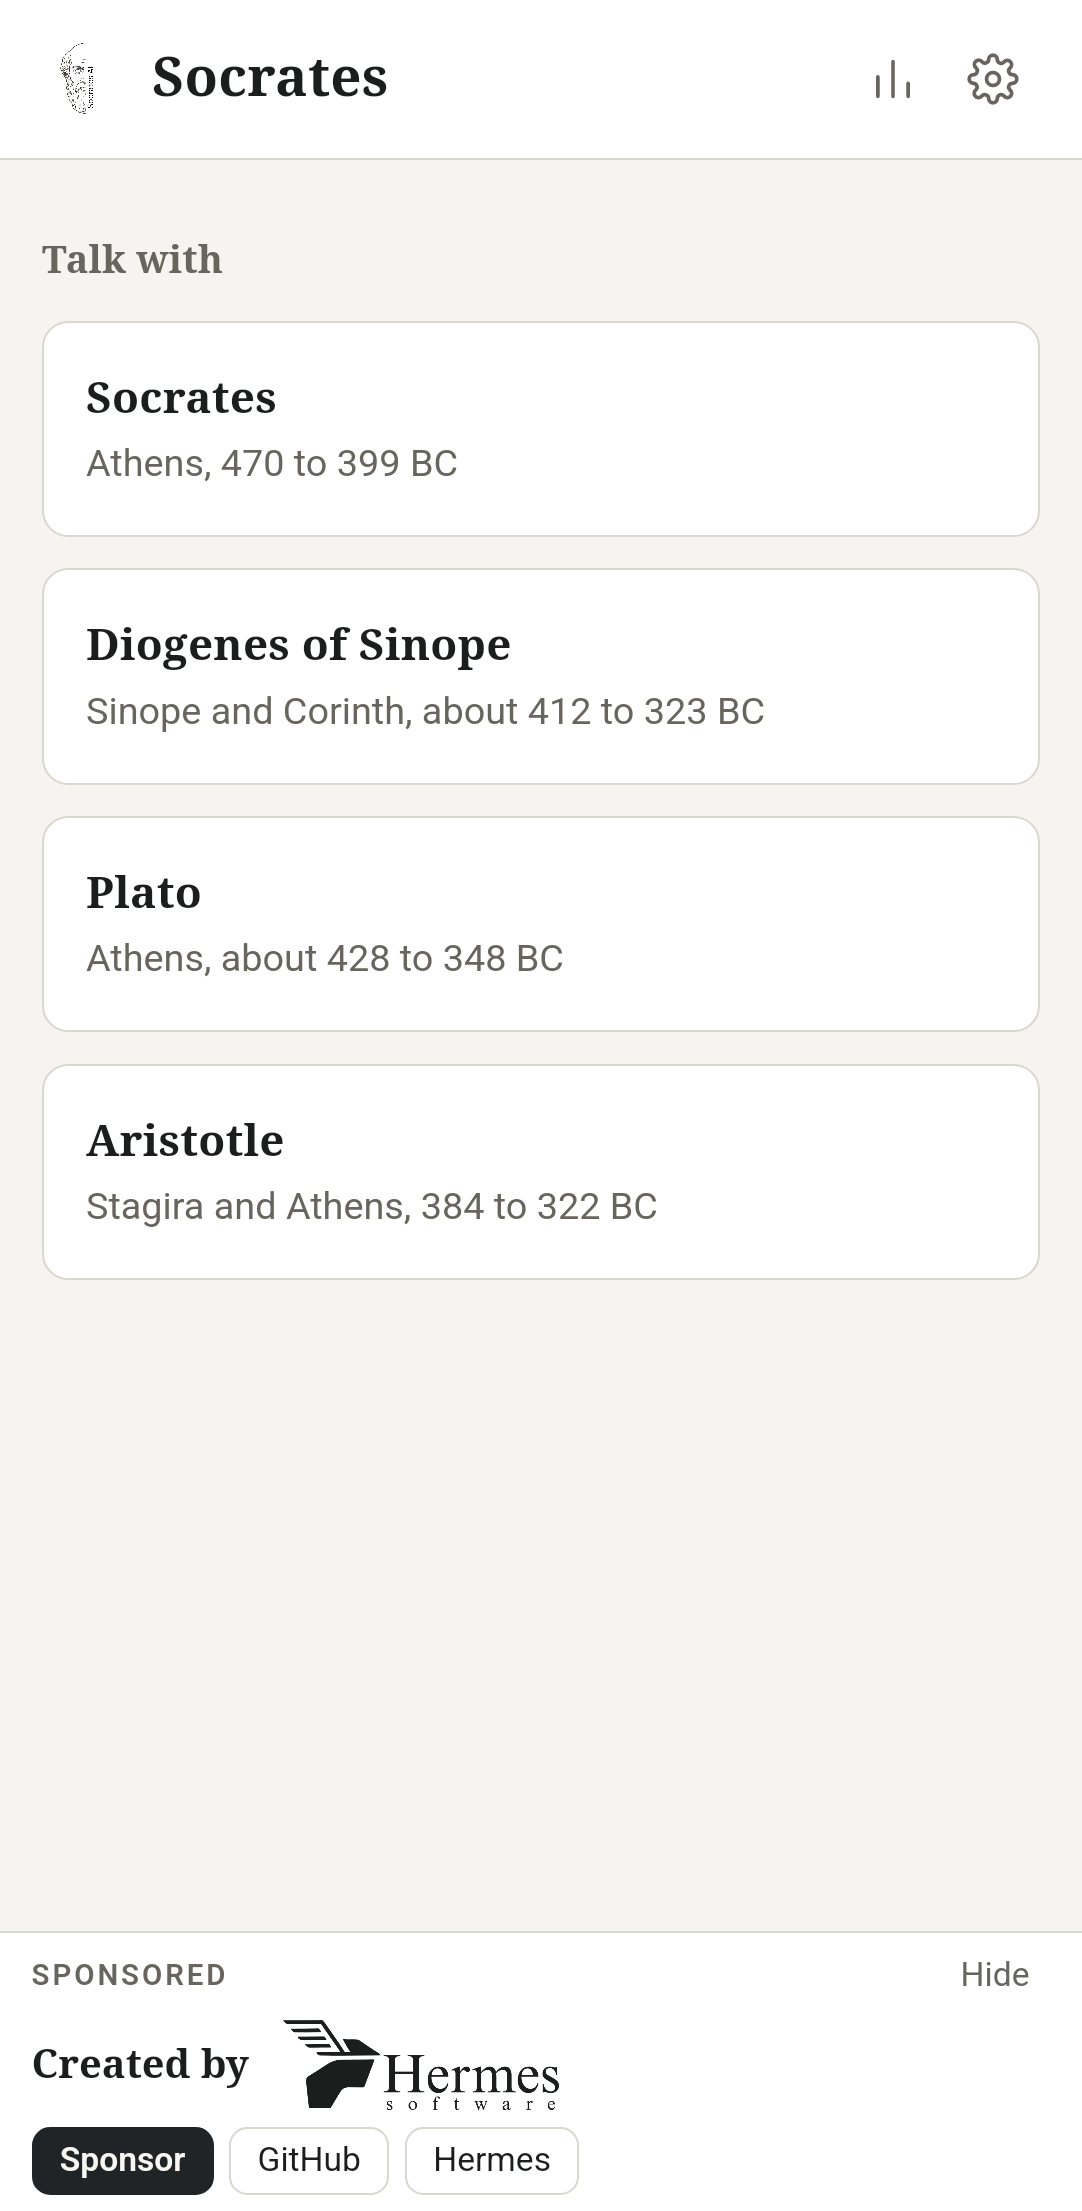 Socrates
Talk with
Socrates
Athens, 470 to 399 BC
Diogenes of Sinope
Sinope and Corinth, about 412 to 323 BC
Plato
Athens, about 428 to 348 BC
Aristotle
Stagira and Athens, 384 to 322 BC
SPONSORED
Hide
Created by
Hermes
software
Sponsor
GitHub
Hermes